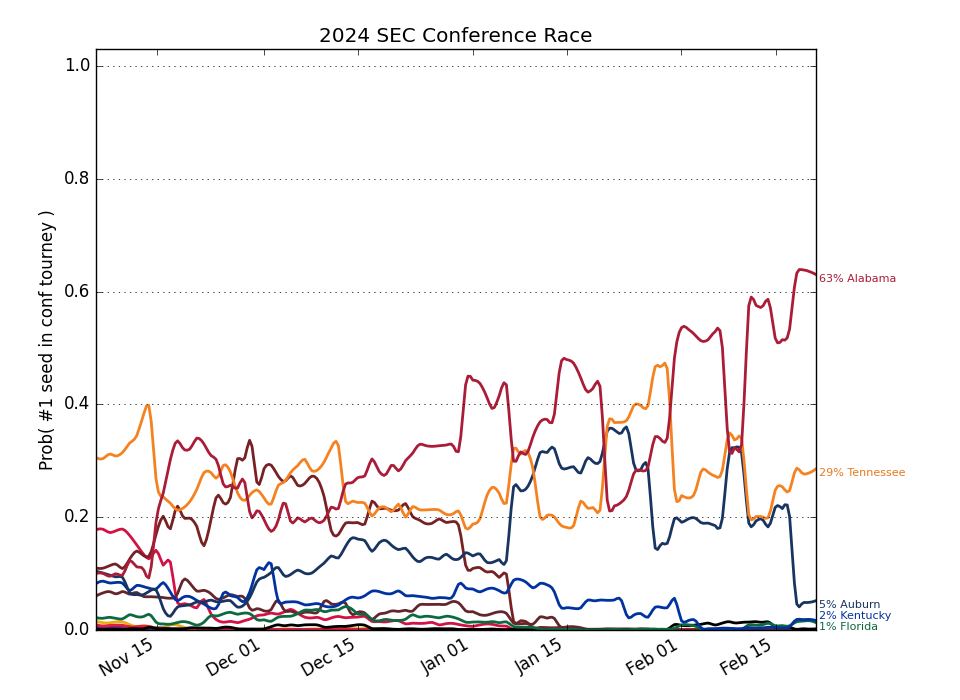 2024 SEC Conference Race
Prob( #1 seed in conf tourney )
1.0
0.8
0.6
0.4
0.2
0.0
63% Alabama
29% Tennessee
5% Auburn
2% Kentucky
1% Florida
Nov 15
Dec 01
Dec 15
Jan 01
Jan 15
Feb 01
Feb 15